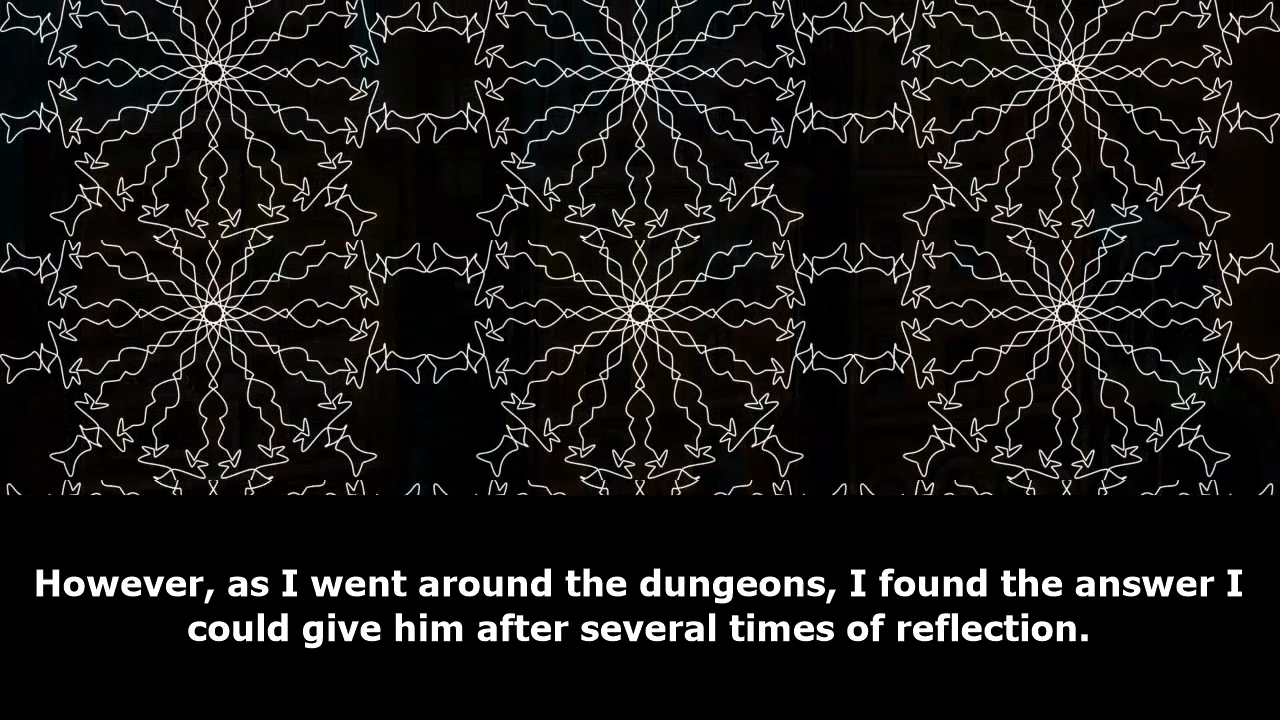 However, as I went around the dungeons, I found the answer I
could give him after several times of reflection.